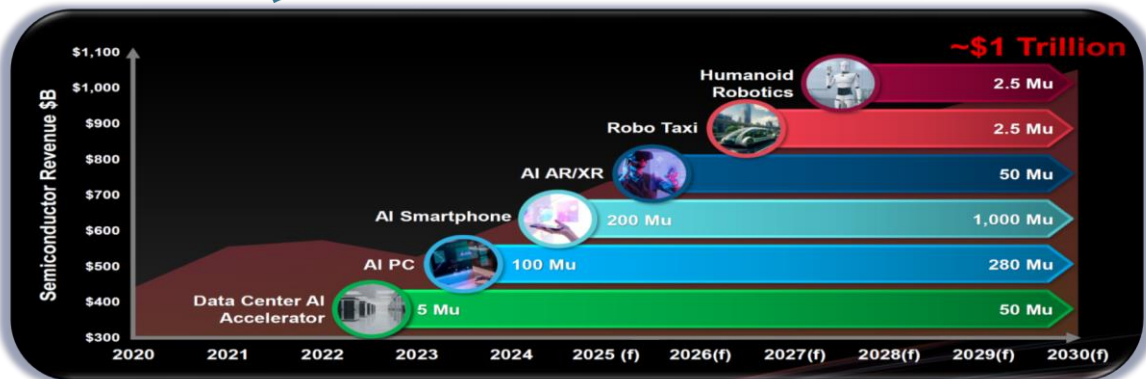 ~$1 Trillion
Semiconductor Revenue $B
$1,100
$1,000
$900
$800
$700
$600
$500
$400
$300
Humanoid
Robotics
2.5 Mu
Robo Taxi
2.5 Mu
AI AR/XR
50 Mu
AI Smartphone
200 Mu
1,000 Mu
AI PC
100 Mu
280 Mu
Data Center AI
Accelerator
5 Mu
50 Mu
2020
2021
2022
2023
2024
2025 (f)
2026(f)
2027(f)
2028(f)
2029(f)
2030(f)